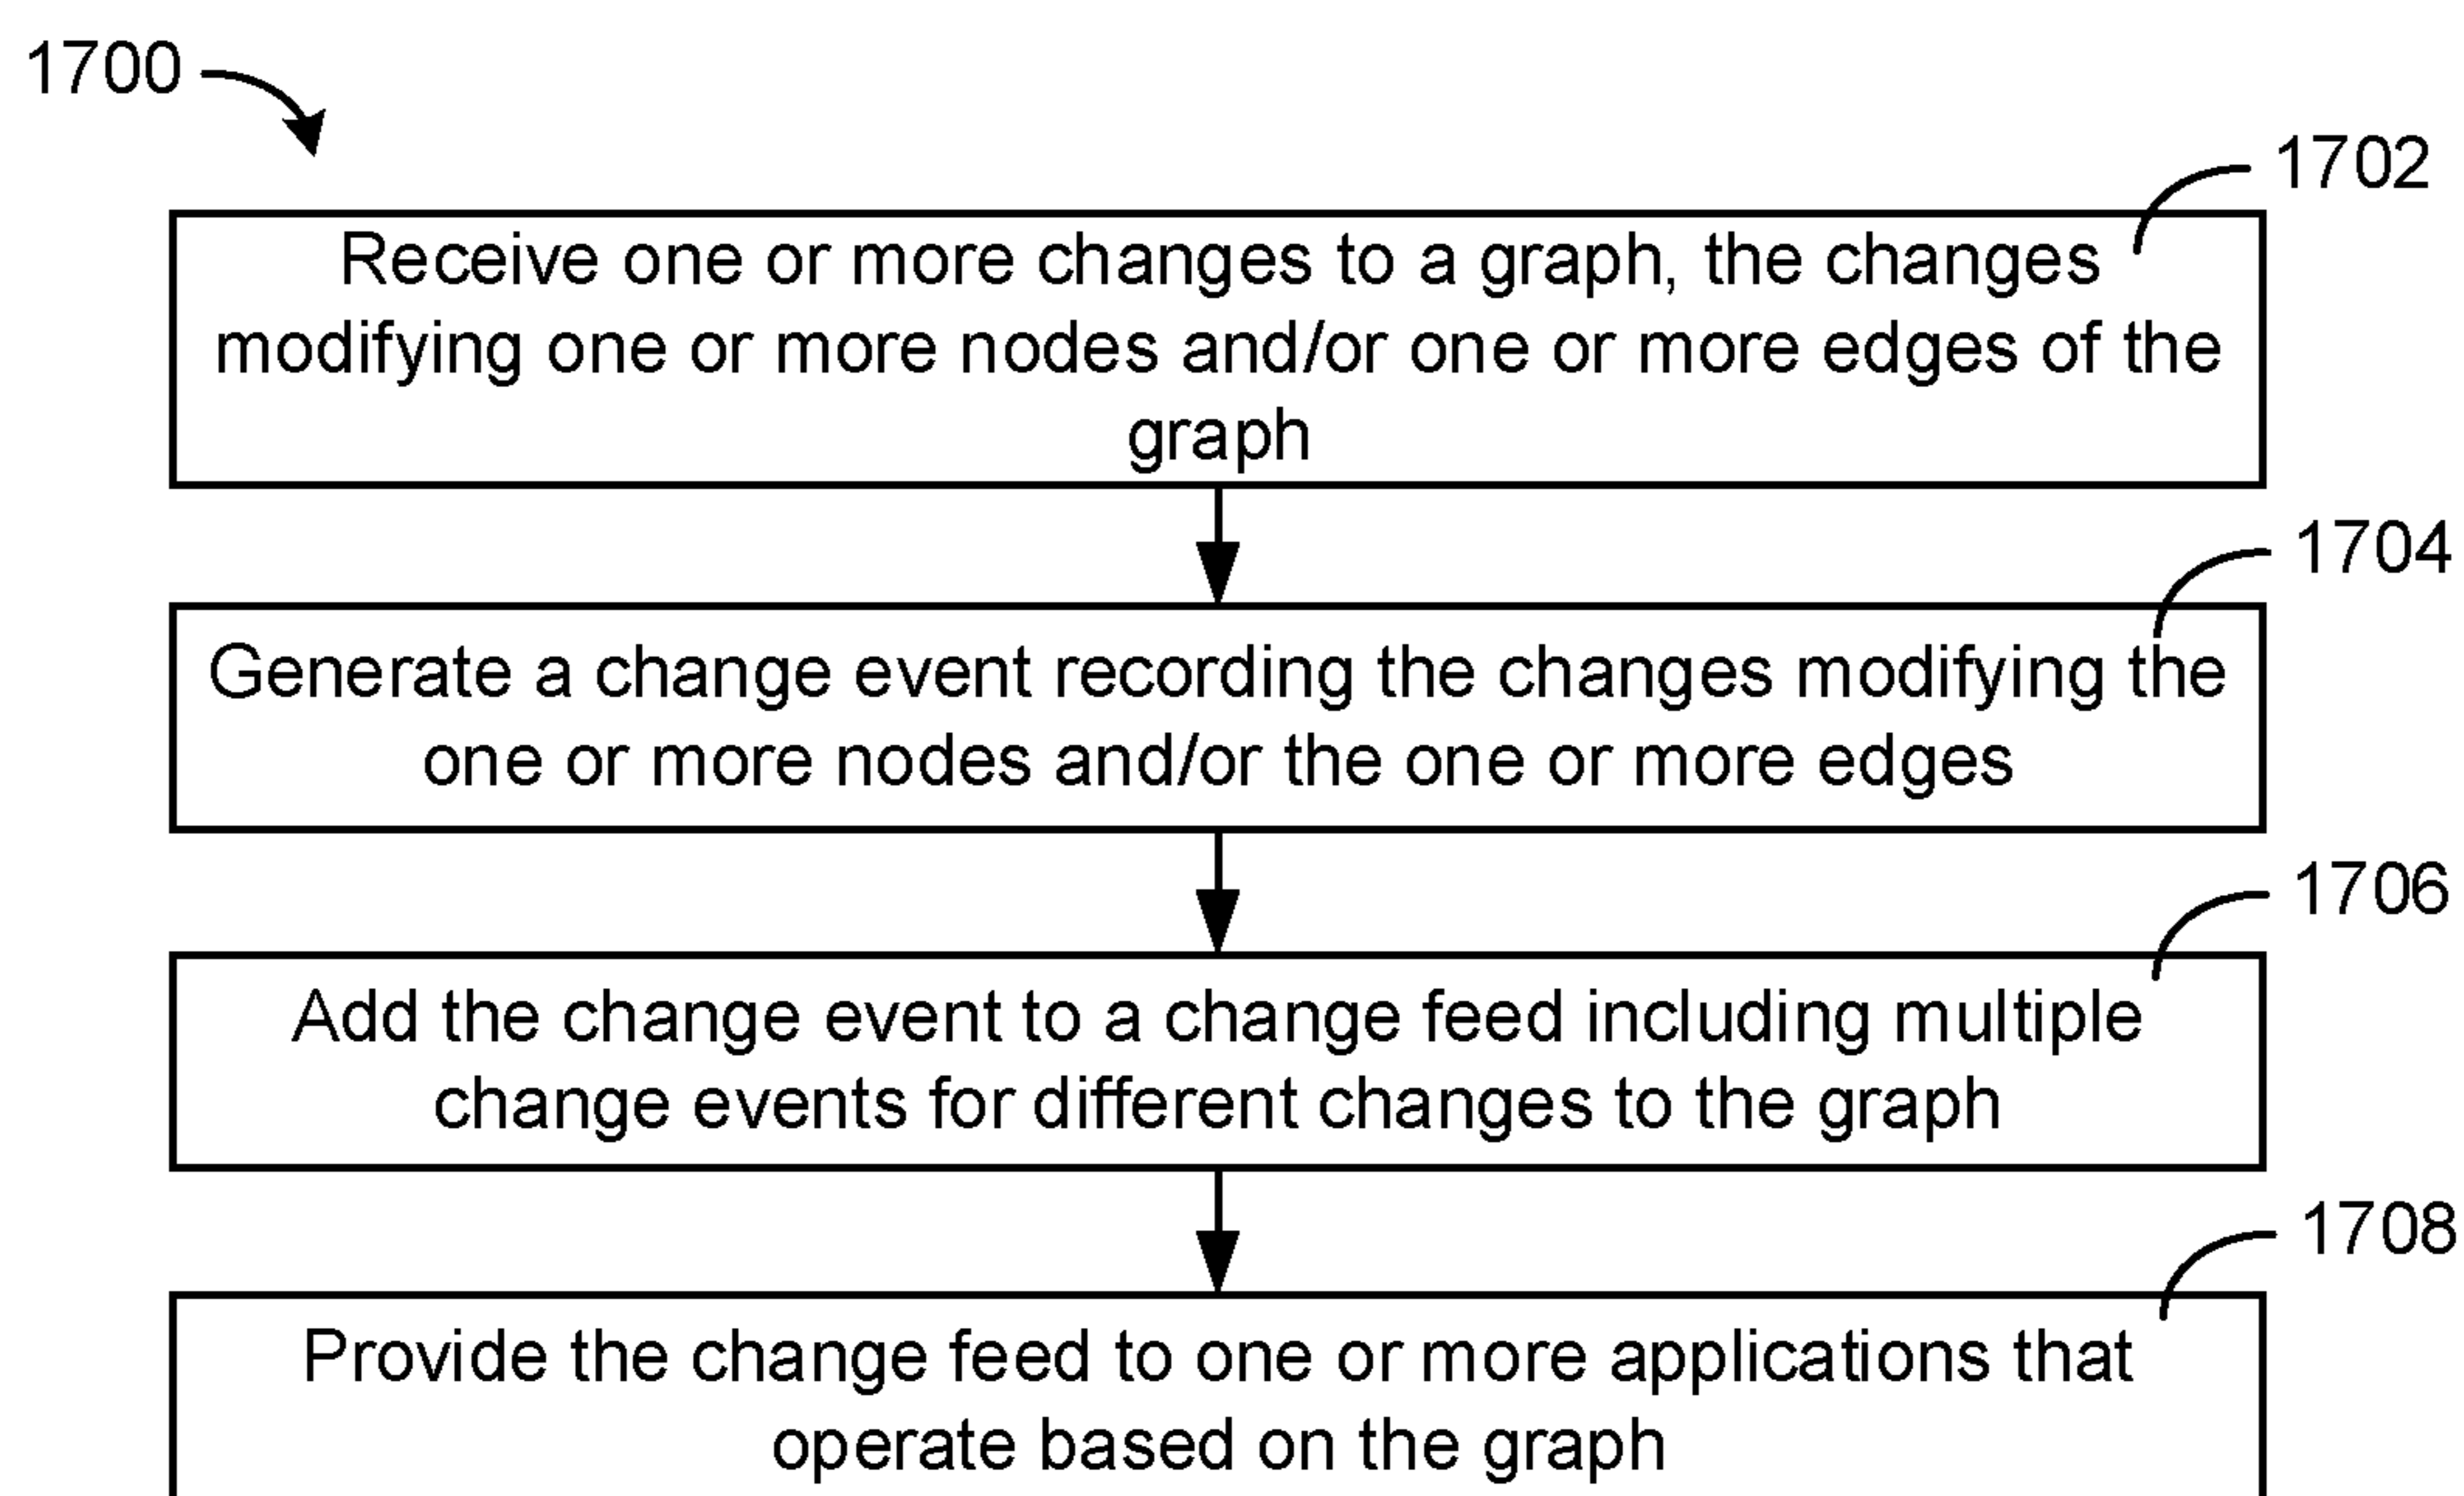 1700
1702
Receive one or more changes to a graph, the changes
modifying one or more nodes and/or one or more edges of the
graph
1704
Generate a change event recording the changes modifying the
one or more nodes and/or the one or more edges
1706
Add the change event to a change feed including multiple
change events for different changes to the graph
1708
Provide the change feed to one or more applications that
operate based on the graph